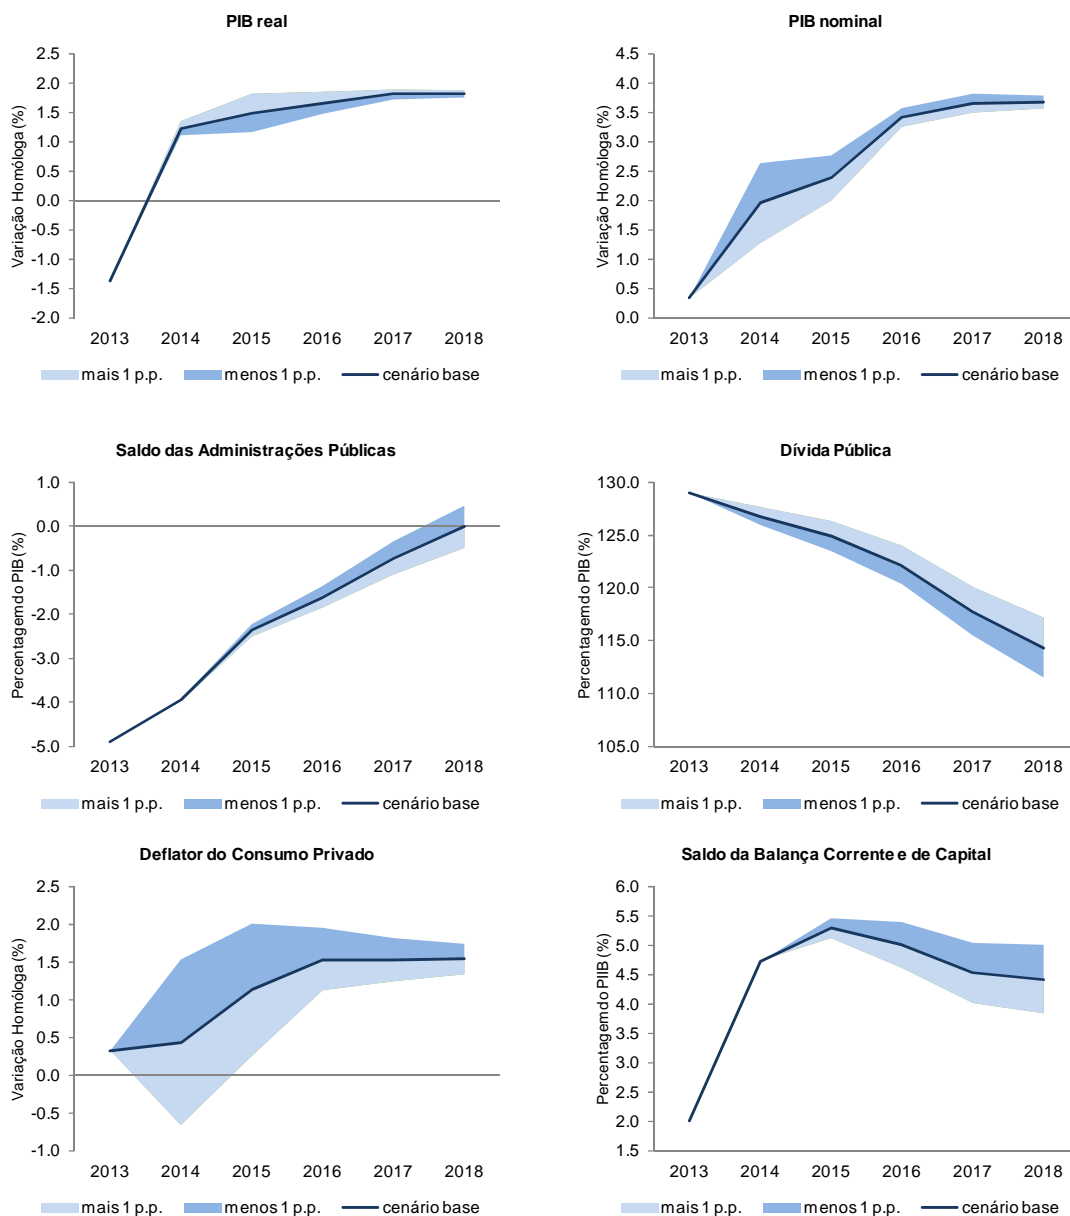 PIB real
Variação Homóloga (%)
2.5
2.0
1.5
1.0
0.5
0.0
-0.5
-1.0
-1.5
-2.0
2013 2014 2015 2016 2017 2018
mais 1 p.p. menos 1 p.p. cenário base
PIB nominal
Variação Homóloga (%)
4.5
4.0
3.5
3.0
2.5
2.0
1.5
1.0
0.5
0.0
2013 2014 2015 2016 2017 2018
mais 1 p.p. menos 1 p.p. cenário base
Saldo das Administrações Públicas
Percentagem do PIB (%)
1.0
0.0
-1.0
-2.0
-3.0
-4.0
-5.0
2013 2014 2015 2016 2017 2018
mais 1 p.p. menos 1 p.p. cenário base
Dívida Pública
Percentagem do PIB (%)
130.0
125.0
120.0
115.0
110.0
105.0
2013 2014 2015 2016 2017 2018
mais 1 p.p. menos 1 p.p. cenário base
Deflator do Consumo Privado
Variação Homóloga (%)
2.5
2.0
1.5
1.0
0.5
0.0
-0.5
-1.0
2013 2014 2015 2016 2017 2018
mais 1 p.p. menos 1 p.p. cenário base
Saldo da Balança Corrente e de Capital
Percentagem do PIB (%)
6.0
5.5
5.0
4.5
4.0
3.5
3.0
2.5
2.0
1.5
2013 2014 2015 2016 2017 2018
mais 1 p.p. menos 1 p.p. cenário base